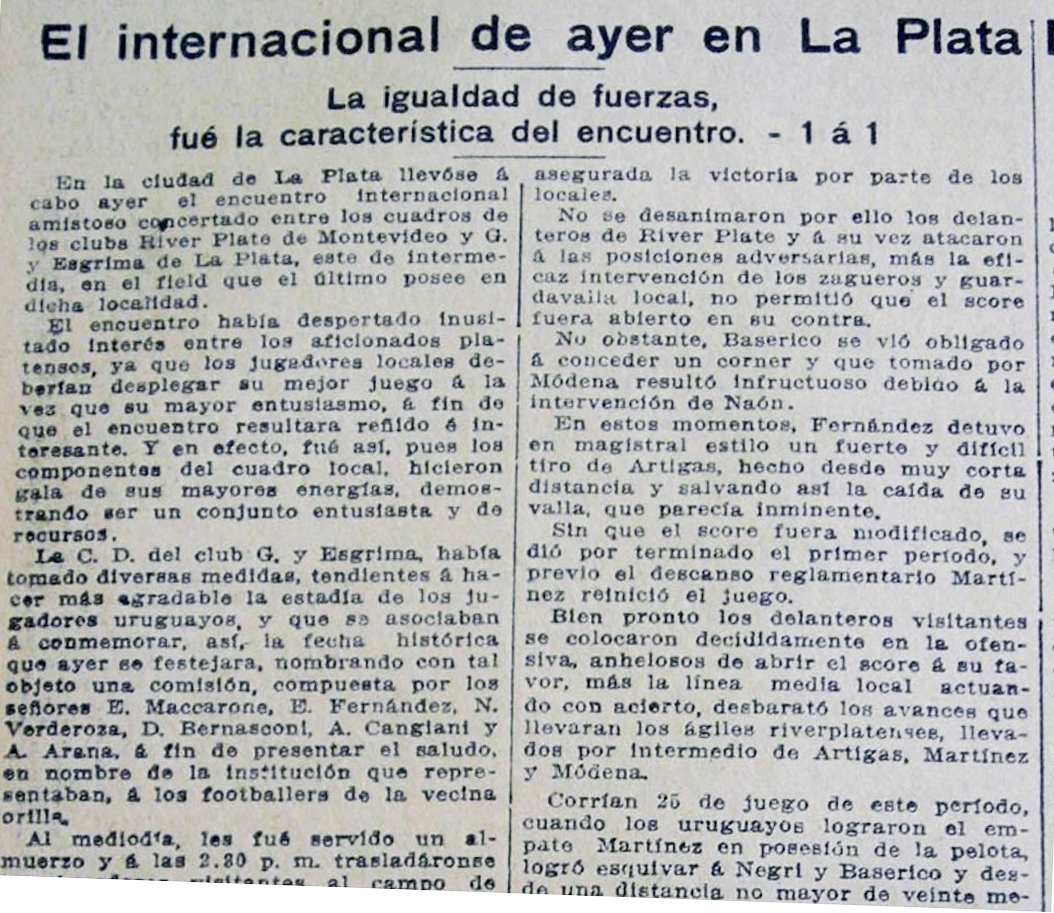 El internacional de ayer en La Plata
La igualdad de fuerzas,
fué la característica del encuentro. - 1 á 1
En la ciudad de La Plata llevóse á
cabo ayer el encuentro internacional
amistoso concertado entre los cuadros de
los clubs River Plate de Montevideo y G.
y Esgrima de La Plata, este de interme-
dia, en el field que el último posee en
dicha localidad.
El encuentro había despertado inusi-
tado interés entre los aficionados pla-
tenses, ya que los jugadores locales de-
berían desplegar su mejor juego á la
vez que su mayor entusiasmo, á fin de
que el encuentro resultara reñido é in-
teresante. Y en efecto, fué así, pues los
componentes del cuadro local, hicieron
gala de sus mayores energías, demos-
trando ser un conjunto entusiasta y de
recursos.
La C. D. del club G. y Esgrima, había
tomado diversas medidas, tendientes á ha-
cer más agradable la estadía de los ju-
gadores uruguayos, y que se asociaban
á conmemorar, así, la fecha histórica
que ayer se festejara, nombrando con tal
objeto una comisión, compuesta por los
señores E. Maccarone, E. Fernández, N.
Verderoza, D. Bernasconi, A. Cangiani y
A. Arana, á fin de presentar el saludo,
en nombre de la institución que repre-
sentaban, á los footballers de la vecina
orilla.
Al mediodía, les fué servido un al-
muerzo y á las 2.30 p. m. trasladáronse
visitantes al campo de
asegurada la victoria por parte de los
locales.
No se desanimaron por ello los delan-
teros de River Plate y á su vez atacaron
á las posiciones adversarias, más la efi-
caz intervención de los zagueros y guar-
davalla local, no permitió que el score
fuera abierto en su contra.
No obstante, Baserico se vió obligado
á conceder un corner y que tomado por
Módena resultó infructuoso debido á la
intervención de Naón.
En estos momentos, Fernández detuvo
en magistral estilo un fuerte y difícil
tiro de Artigas, hecho desde muy corta
distancia y salvando así la caída de su
valla, que parecía inminente.
Sin que el score fuera modificado, se
dió por terminado el primer período, y
previo el descanso reglamentario Martí-
nez reinició el juego.
Bien pronto los delanteros visitantes
se colocaron decididamente en la ofen-
siva, anhelosos de abrir el score á su fa-
vor, más la línea media local actuan-
do con acierto, desbarató los avances que
llevaran los ágiles riverplatenses, lleva-
dos por intermedio de Artigas, Martínez
y Módena.
Corrían 25 de juego de este período,
cuando los uruguayos lograron el em-
pate Martínez en posesión de la pelota,
logró esquivar á Negri y Baserico y des-
de una distancia no mayor de veinte me-